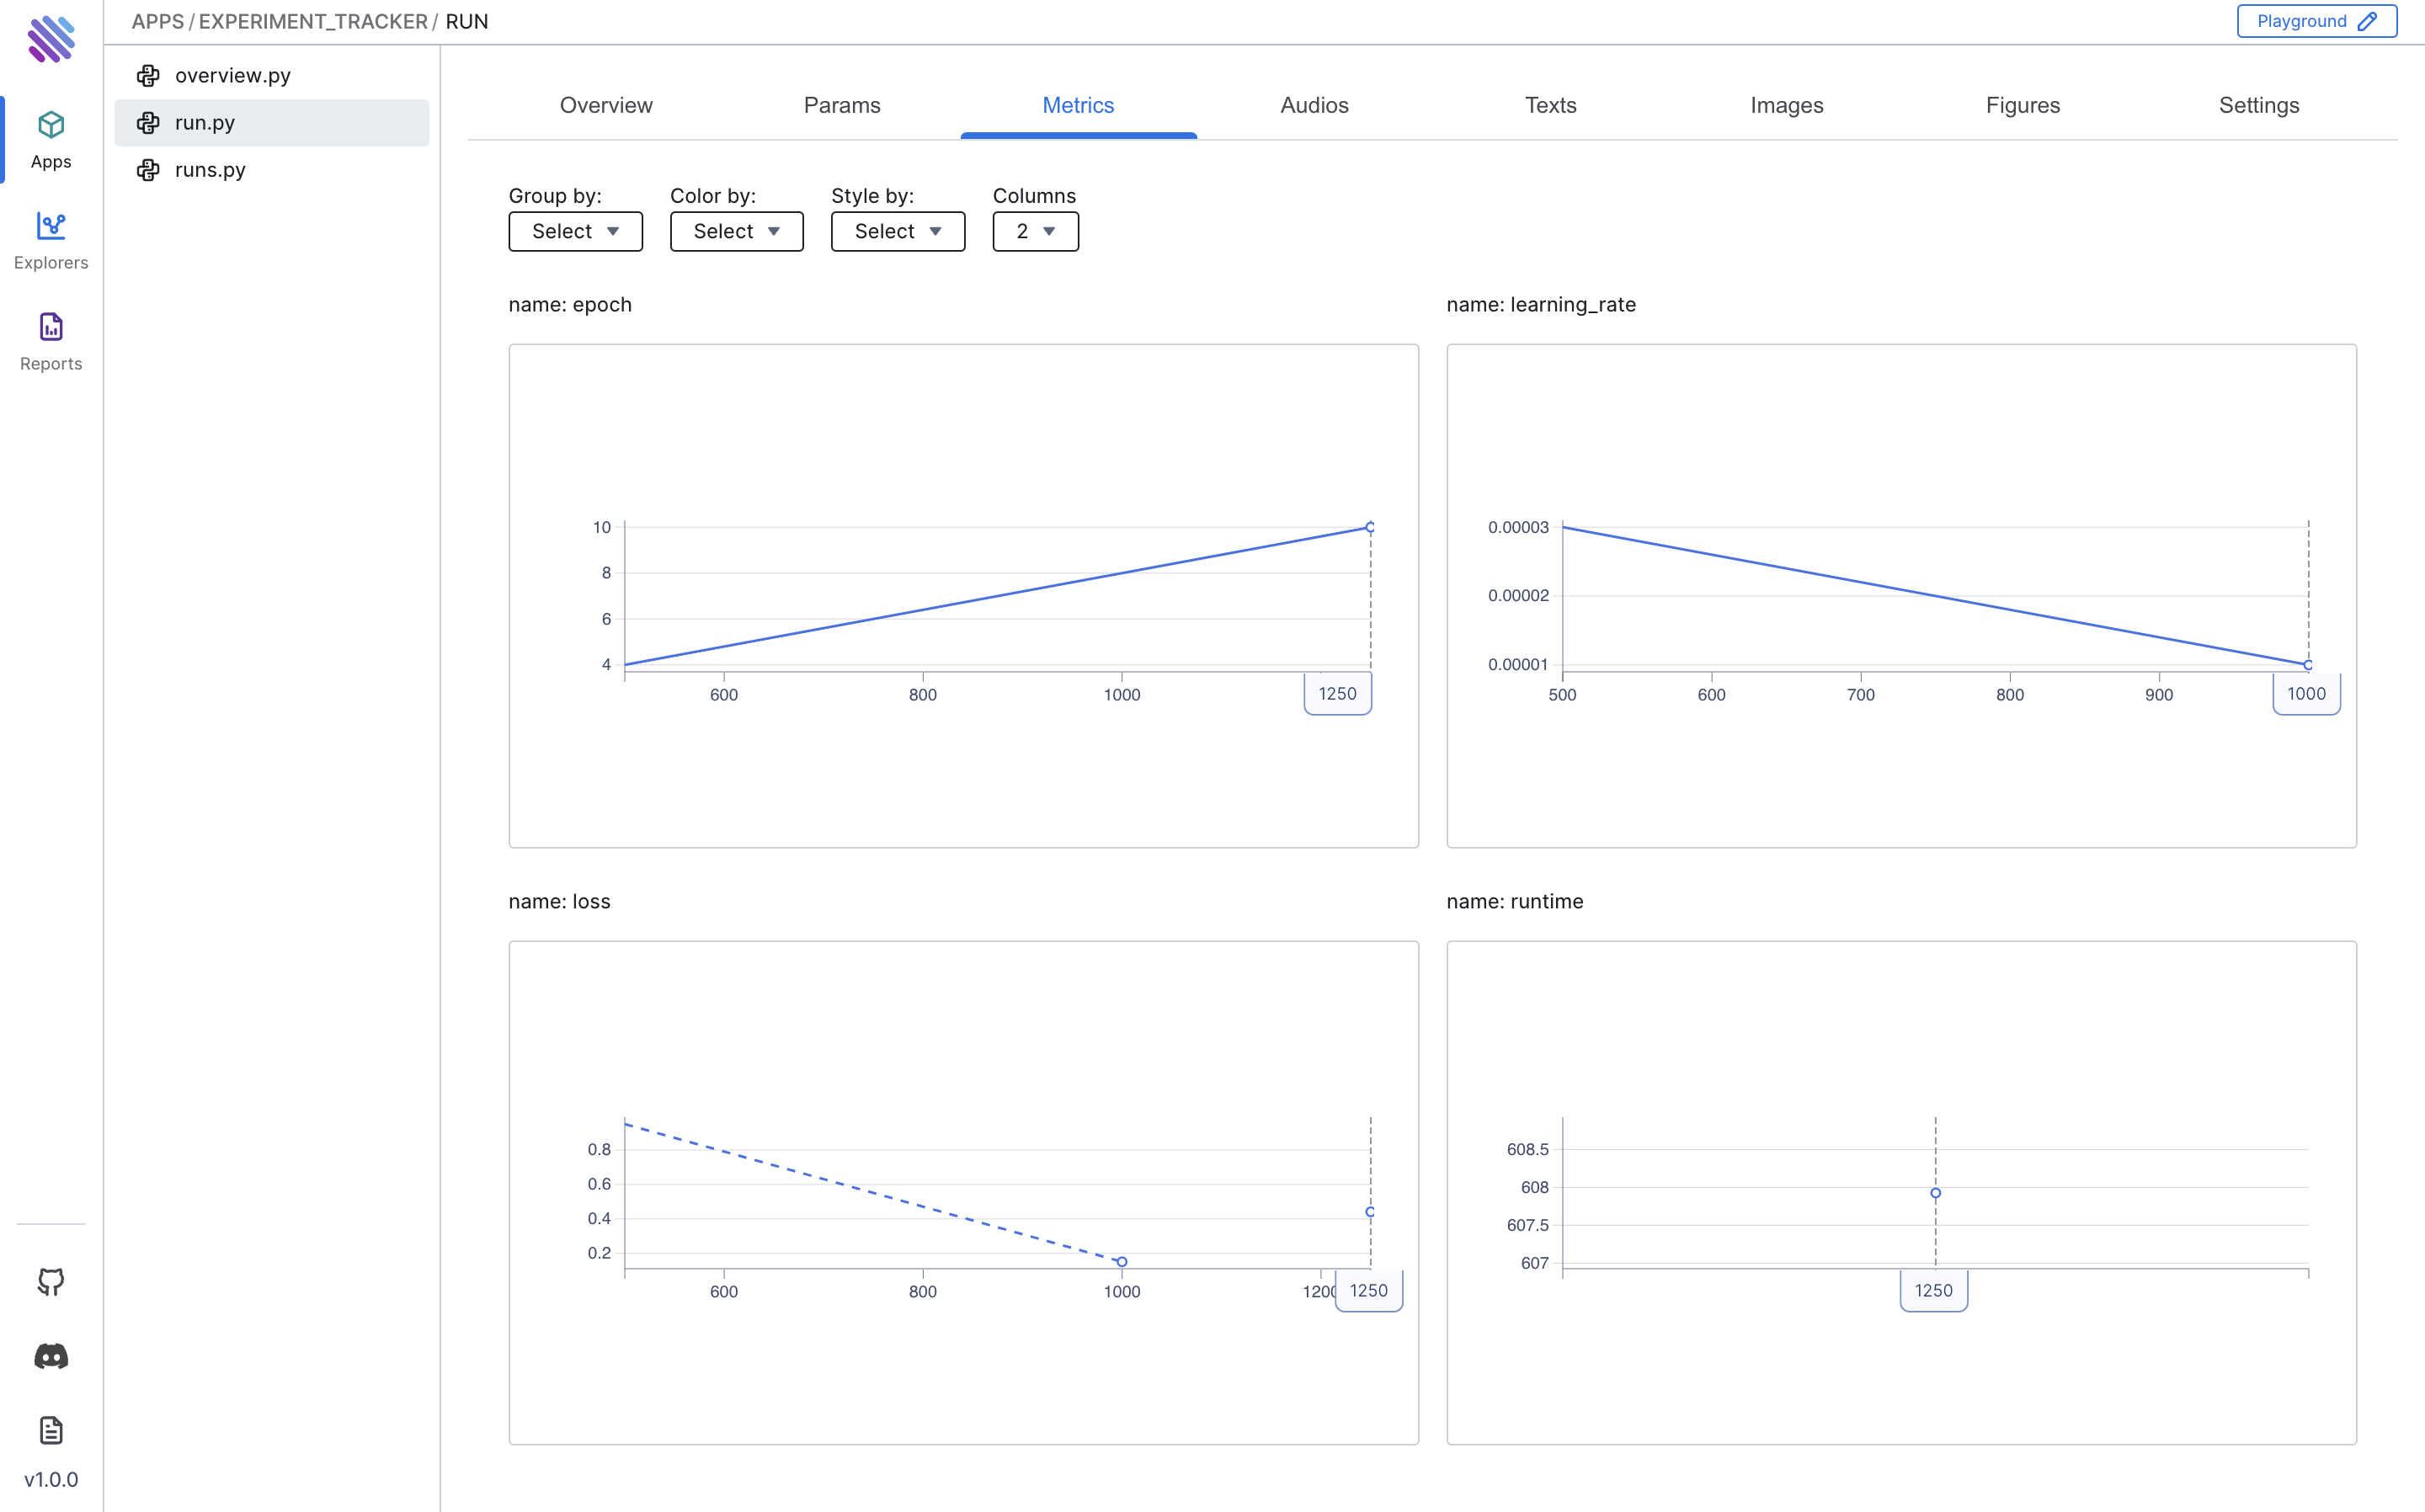 APPS / EXPERIMENT_TRACKER / RUN
Playground
Apps
Explorers
Reports
v1.0.0
overview.py
run.py
runs.py
Overview Params Metrics Audios Texts Images Figures Settings
Group by: Color by: Style by: Columns
Select Select Select 2
name: epoch
10
8
6
4
600 800 1000 1250
name: learning_rate
0.00003
0.00002
0.00001
500 600 700 800 900 1000
name: loss
0.8
0.6
0.4
0.2
600 800 1000 1200 1250
name: runtime
608.5
608
607.5
607
1250